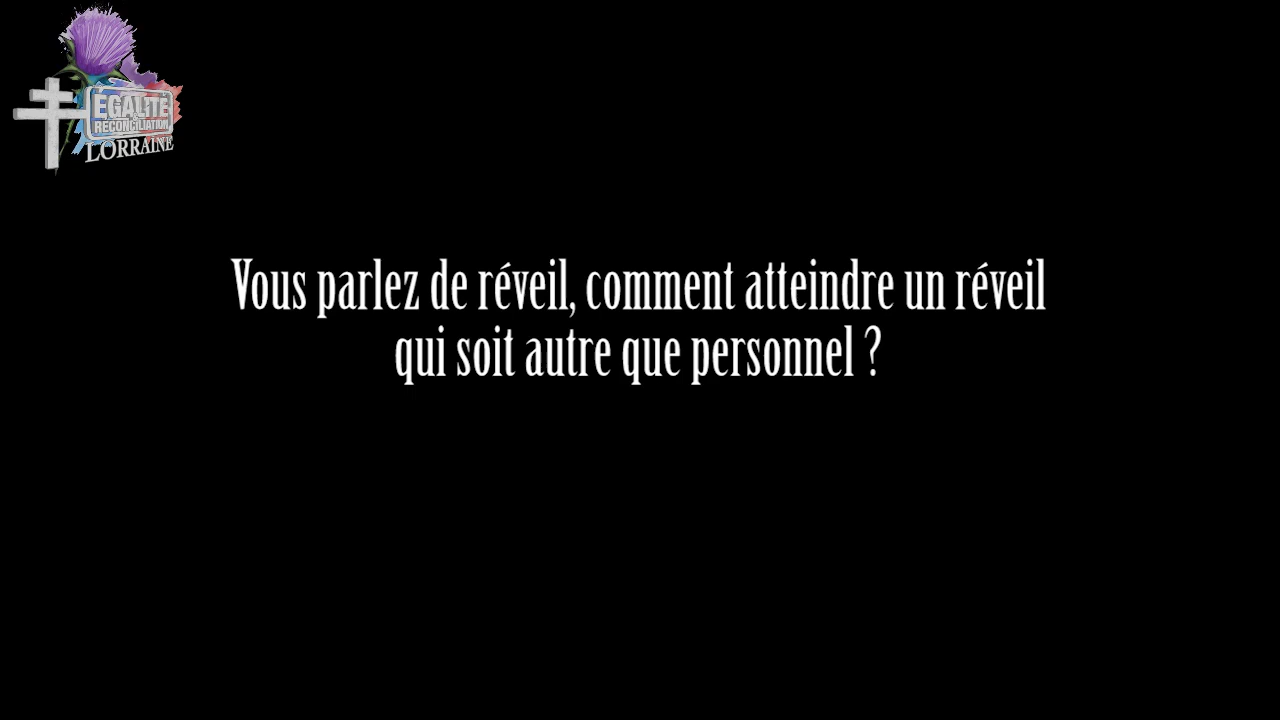 ÉGALITÉ
RÉCONCILIATION
LORRAINE
Vous parlez de réveil, comment atteindre un réveil
qui soit autre que personnel ?